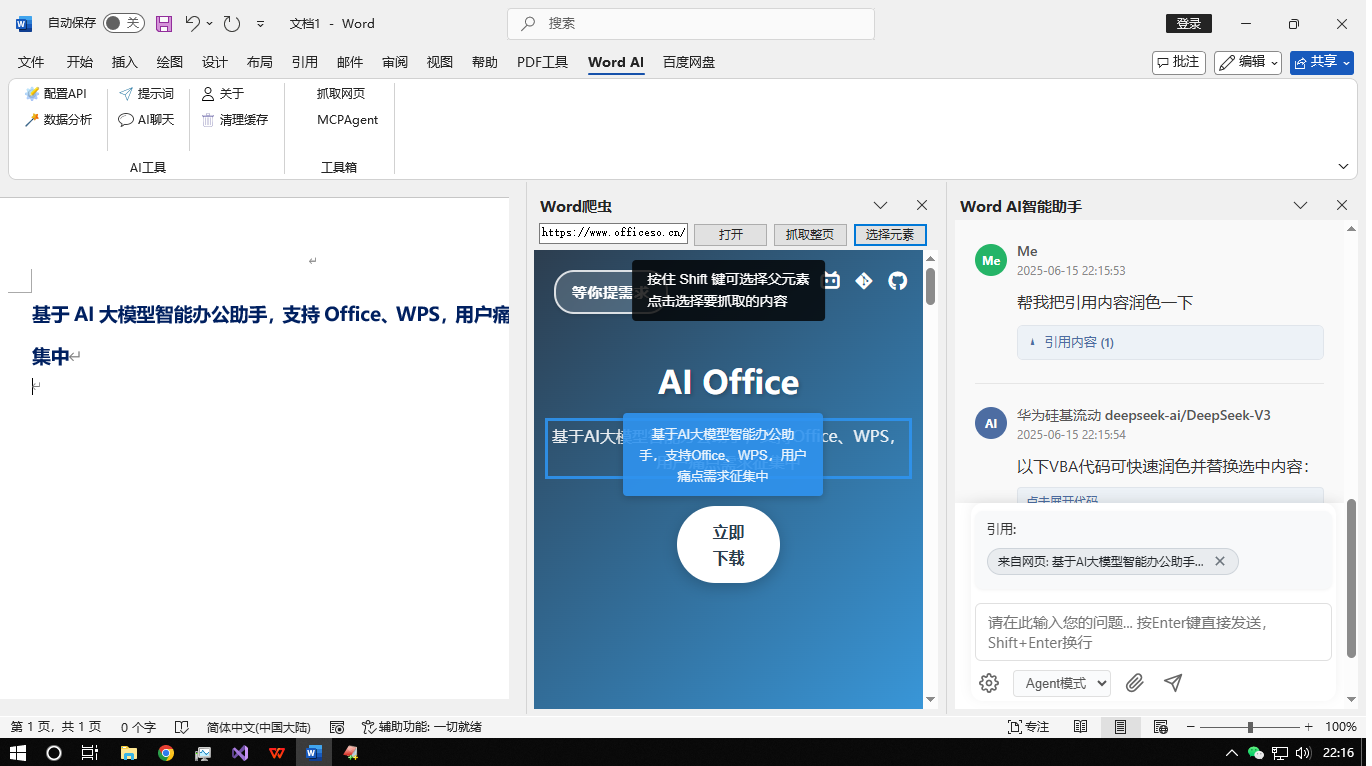 自动保存 关 文档1 - Word 搜索 登录
文件 开始 插入 绘图 设计 布局 引用 邮件 审阅 视图 帮助 PDF工具 Word AI 百度网盘 批注 编辑 共享
配置API 提示词 关于 抓取网页
数据分析 AI聊天 清理缓存 MCPAgent
AI工具 工具箱
基于 AI 大模型智能办公助手，支持 Office、WPS，用户痛
集中
Word爬虫
https://www.officeso.cn/ 打开 抓取整页 选择元素
等你提需求
按住 Shift 键可选择父元素
点击选择要抓取的内容
AI Office
基于AI大模型智能办公助手，支持Office、WPS，
基于AI大模型智能办公助
手，支持Office、WPS，用户
痛点需求征集中
立即
下载
Word AI智能助手
Me Me
2025-06-15 22:15:53
帮我把引用内容润色一下
引用内容 (1)
AI 华为硅基流动 deepseek-ai/DeepSeek-V3
2025-06-15 22:15:54
以下VBA代码可快速润色并替换选中内容：
点击展开代码
引用:
来自网页: 基于AI大模型智能办公助手...
请在此输入您的问题... 按Enter键直接发送，
Shift+Enter换行
Agent模式
第 1 页，共 1 页 0 个字 简体中文(中国大陆) 辅助功能: 一切就绪 专注 100%
22:16